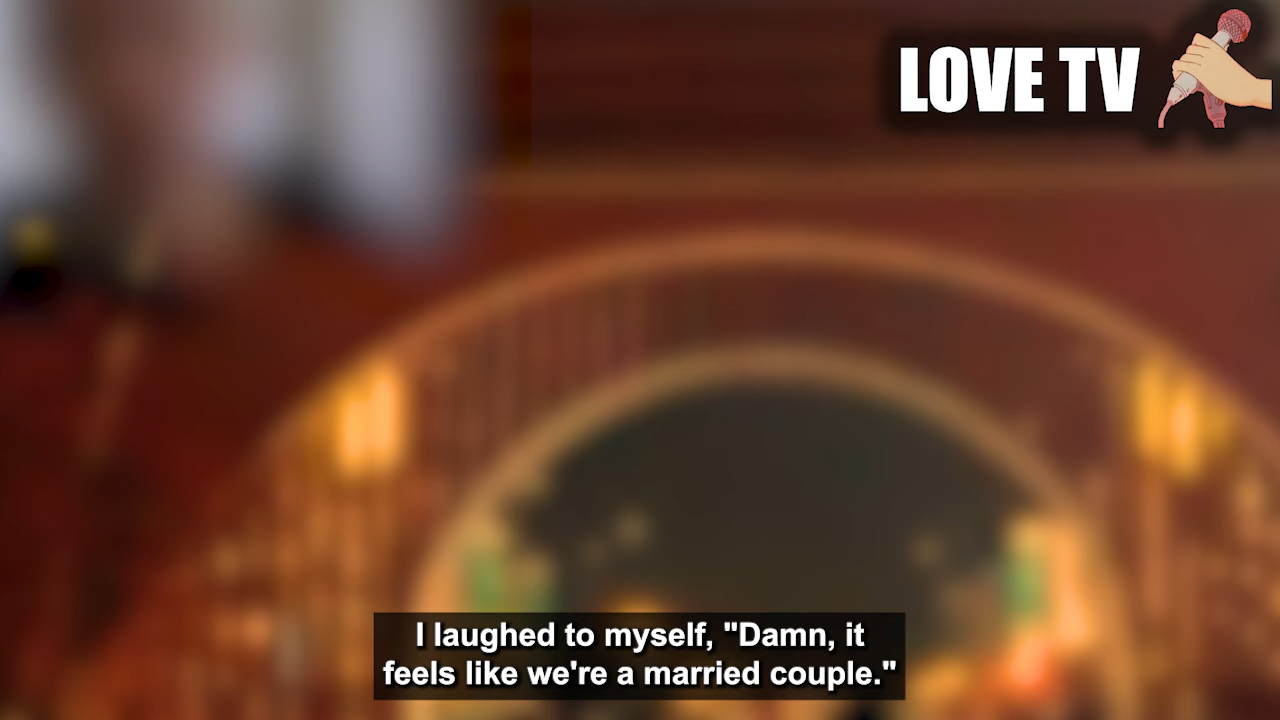 LOVE TV
I laughed to myself, "Damn, it
feels like we're a married couple."